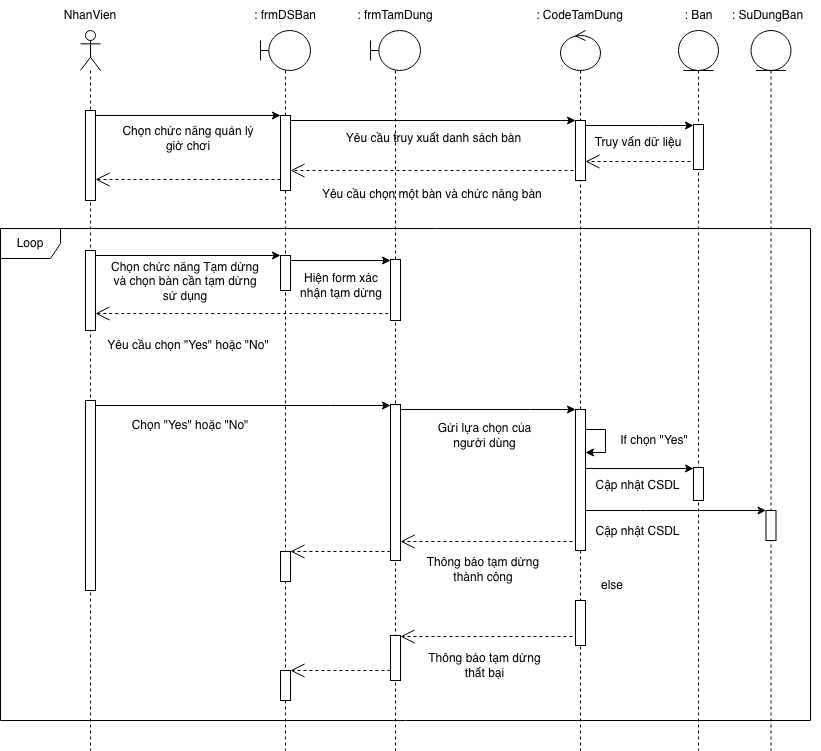 NhanVien
: frmDSBan
: frmTamDung
: CodeTamDung
: Ban
: SuDungBan
Chọn chức năng quản lý
giờ chơi
Yêu cầu truy xuất danh sách bàn
Truy vấn dữ liệu
Yêu cầu chọn một bàn và chức năng bàn
Loop
Chọn chức năng Tạm dừng
và chọn bàn cần tạm dừng
sử dụng
Hiện form xác
nhận tạm dừng
Yêu cầu chọn "Yes" hoặc "No"
Chọn "Yes" hoặc "No"
Gửi lựa chọn của
người dùng
If chọn "Yes"
Cập nhật CSDL
Cập nhật CSDL
Thông báo tạm dừng
thành công
else
Thông báo tạm dừng
thất bại